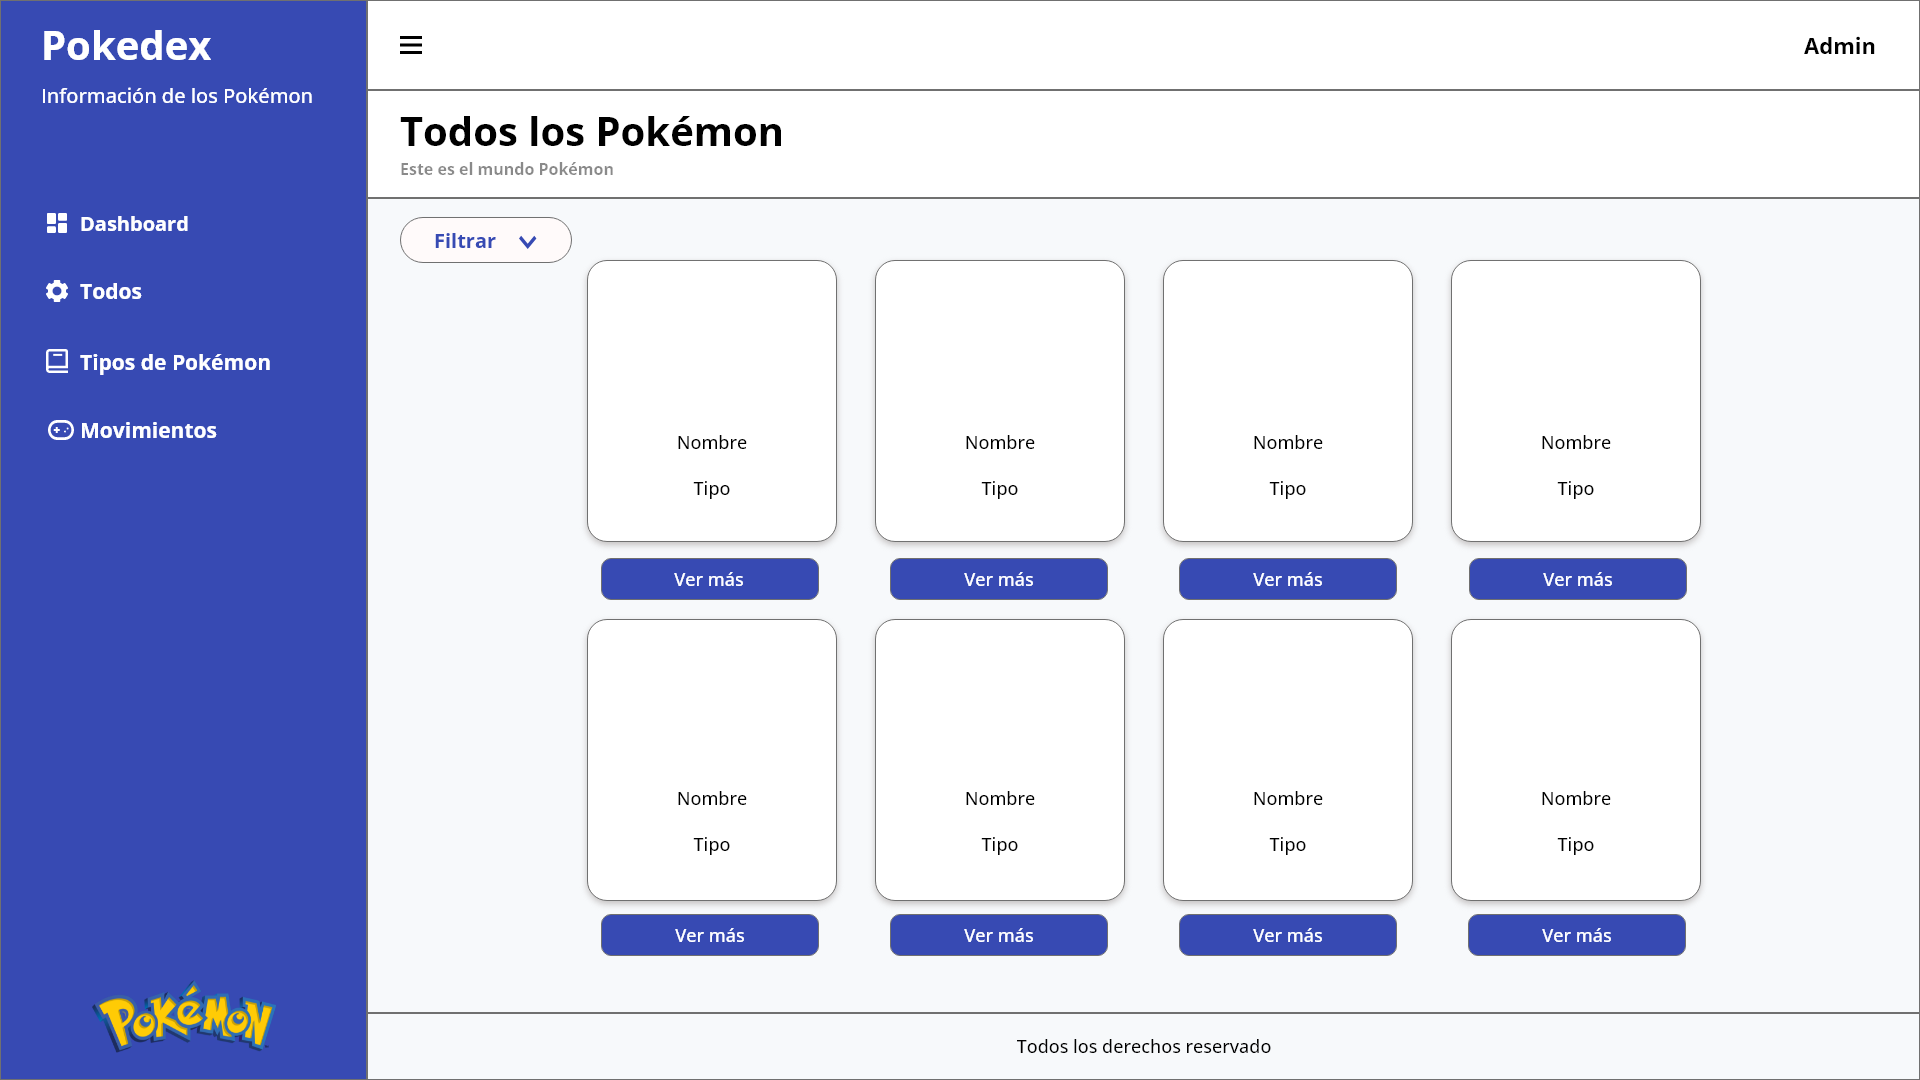 Pokedex
Información de los Pokémon
Dashboard
Todos
Tipos de Pokémon
Movimientos
POKéMON
Admin
Todos los Pokémon
Este es el mundo Pokémon
Filtrar
Nombre Nombre Nombre Nombre
Tipo Tipo Tipo Tipo
Ver más Ver más Ver más Ver más
Nombre Nombre Nombre Nombre
Tipo Tipo Tipo Tipo
Ver más Ver más Ver más Ver más
Todos los derechos reservado